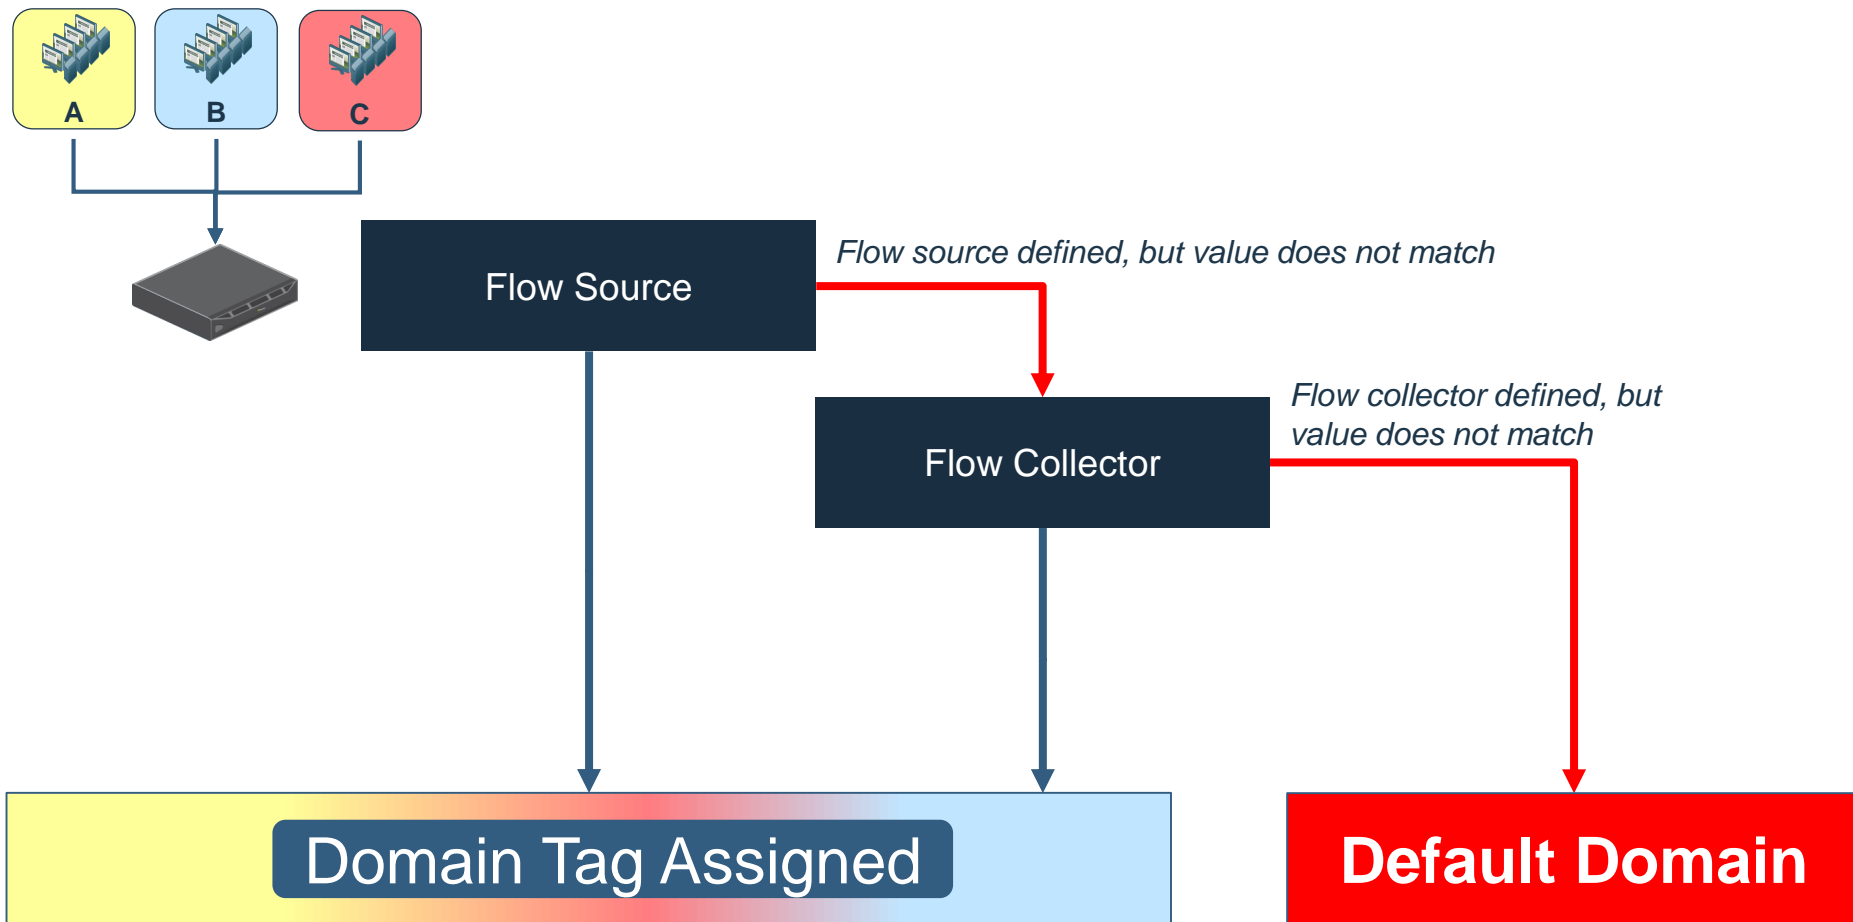 A
B
C
Flow Source
Flow source defined, but value does not match
Flow Collector
Flow collector defined, but
value does not match
Domain Tag Assigned
Default Domain